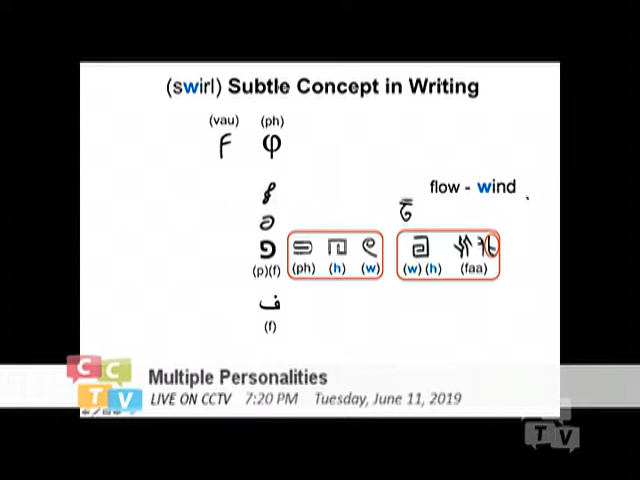 (swirl) Subtle Concept in Writing
(vau) (ph)
F φ
flow - wind
(p)(f) (ph) (h) (w) (w) (h) (faa)
ف
(f)
CCTV
Multiple Personalities
LIVE ON CCTV 7:20 PM Tuesday, June 11, 2019
TV